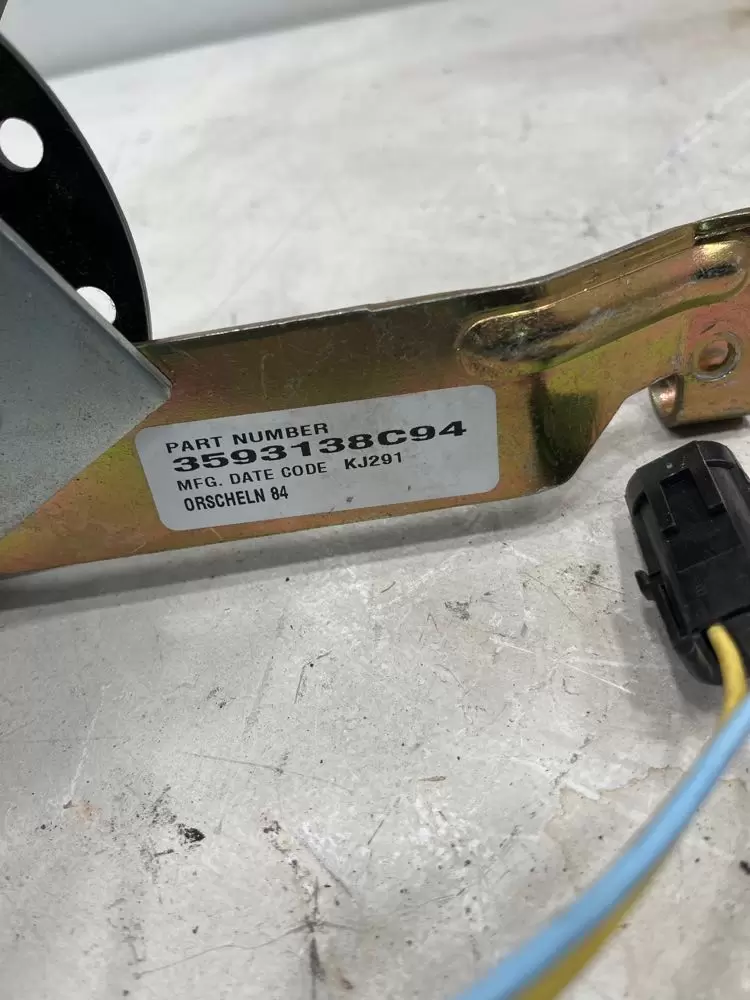 PART NUMBER
3593138C94
MFG. DATE CODE KJ291
ORSCHELN 84